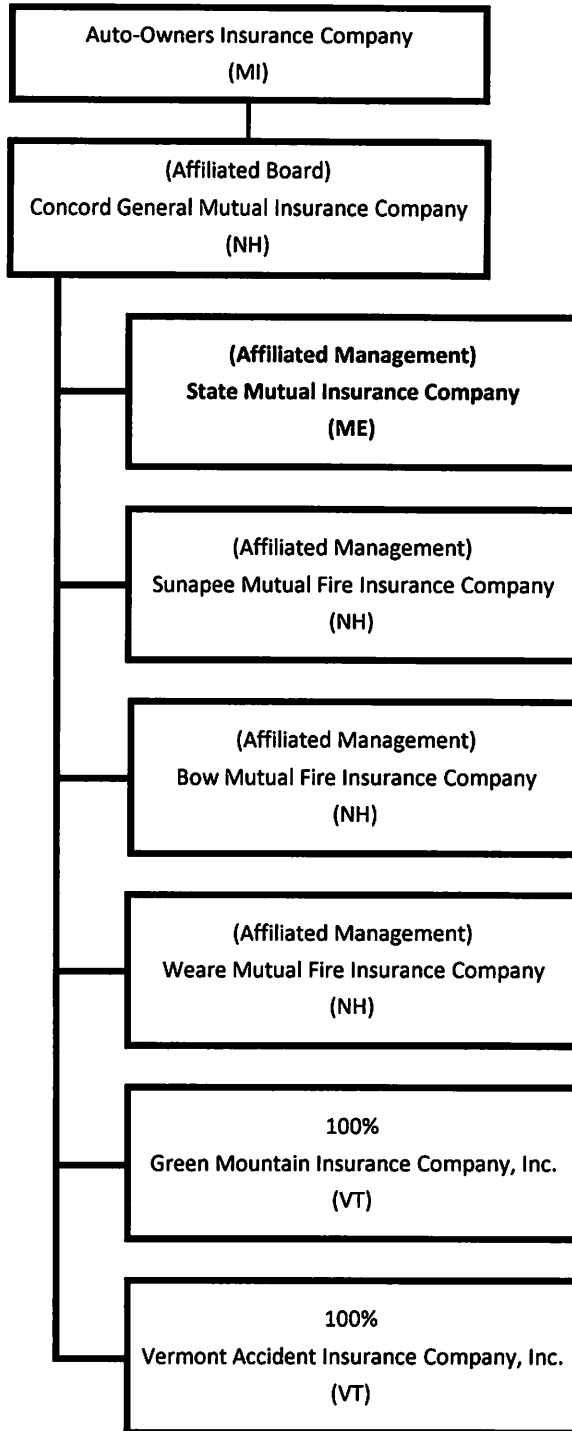 Auto-Owners Insurance Company
(MI)
(Affiliated Board)
Concord General Mutual Insurance Company
(NH)
(Affiliated Management)
State Mutual Insurance Company
(ME)
(Affiliated Management)
Sunapee Mutual Fire Insurance Company
(NH)
(Affiliated Management)
Bow Mutual Fire Insurance Company
(NH)
(Affiliated Management)
Weare Mutual Fire Insurance Company
(NH)
100%
Green Mountain Insurance Company, Inc.
(VT)
100%
Vermont Accident Insurance Company, Inc.
(VT)